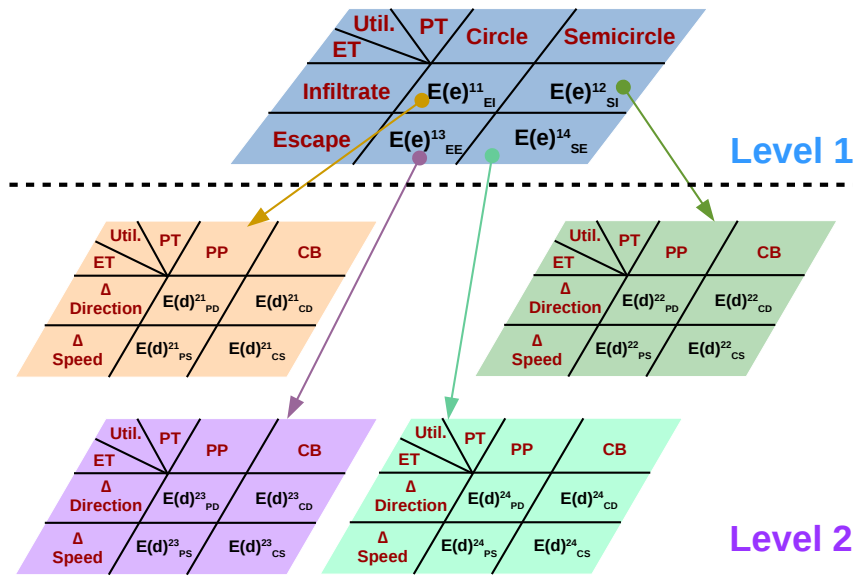 Util. PT Circle Semicircle
ET
Infiltrate E(e)¹¹EI E(e)¹²SI
Escape E(e)¹³EE E(e)¹⁴SE
Level 1
Util. PT PP CB
ET
Δ Direction E(d)²¹PD E(d)²¹CD
Δ Speed E(d)²¹PS E(d)²¹CS
Util. PT PP CB
ET
Δ Direction E(d)²²PD E(d)²²CD
Δ Speed E(d)²²PS E(d)²²CS
Util. PT PP CB
ET
Δ Direction E(d)²³PD E(d)²³CD
Δ Speed E(d)²³PS E(d)²³CS
Util. PT PP CB
ET
Δ Direction E(d)²⁴PD E(d)²⁴CD
Δ Speed E(d)²⁴PS E(d)²⁴CS
Level 2